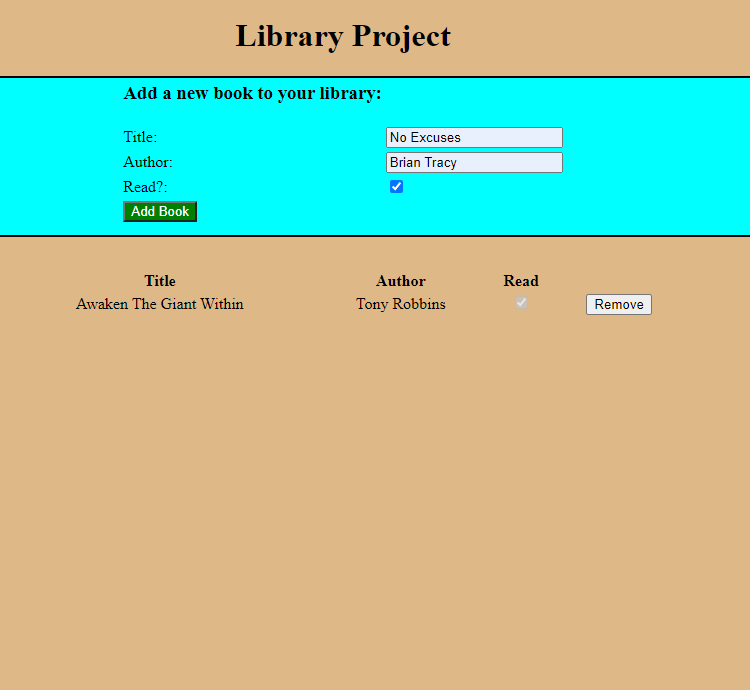 Library Project
Add a new book to your library:
Title: No Excuses
Author: Brian Tracy
Read?:
Add Book
Title Author Read
Awaken The Giant Within Tony Robbins Remove